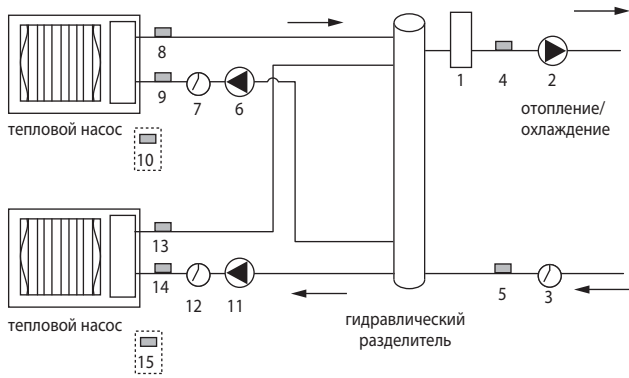 8
9
7
6
1
4
2
тепловой насос
отопление/
охлаждение
10
13
14
12
11
5
3
тепловой насос
гидравлический
разделитель
15